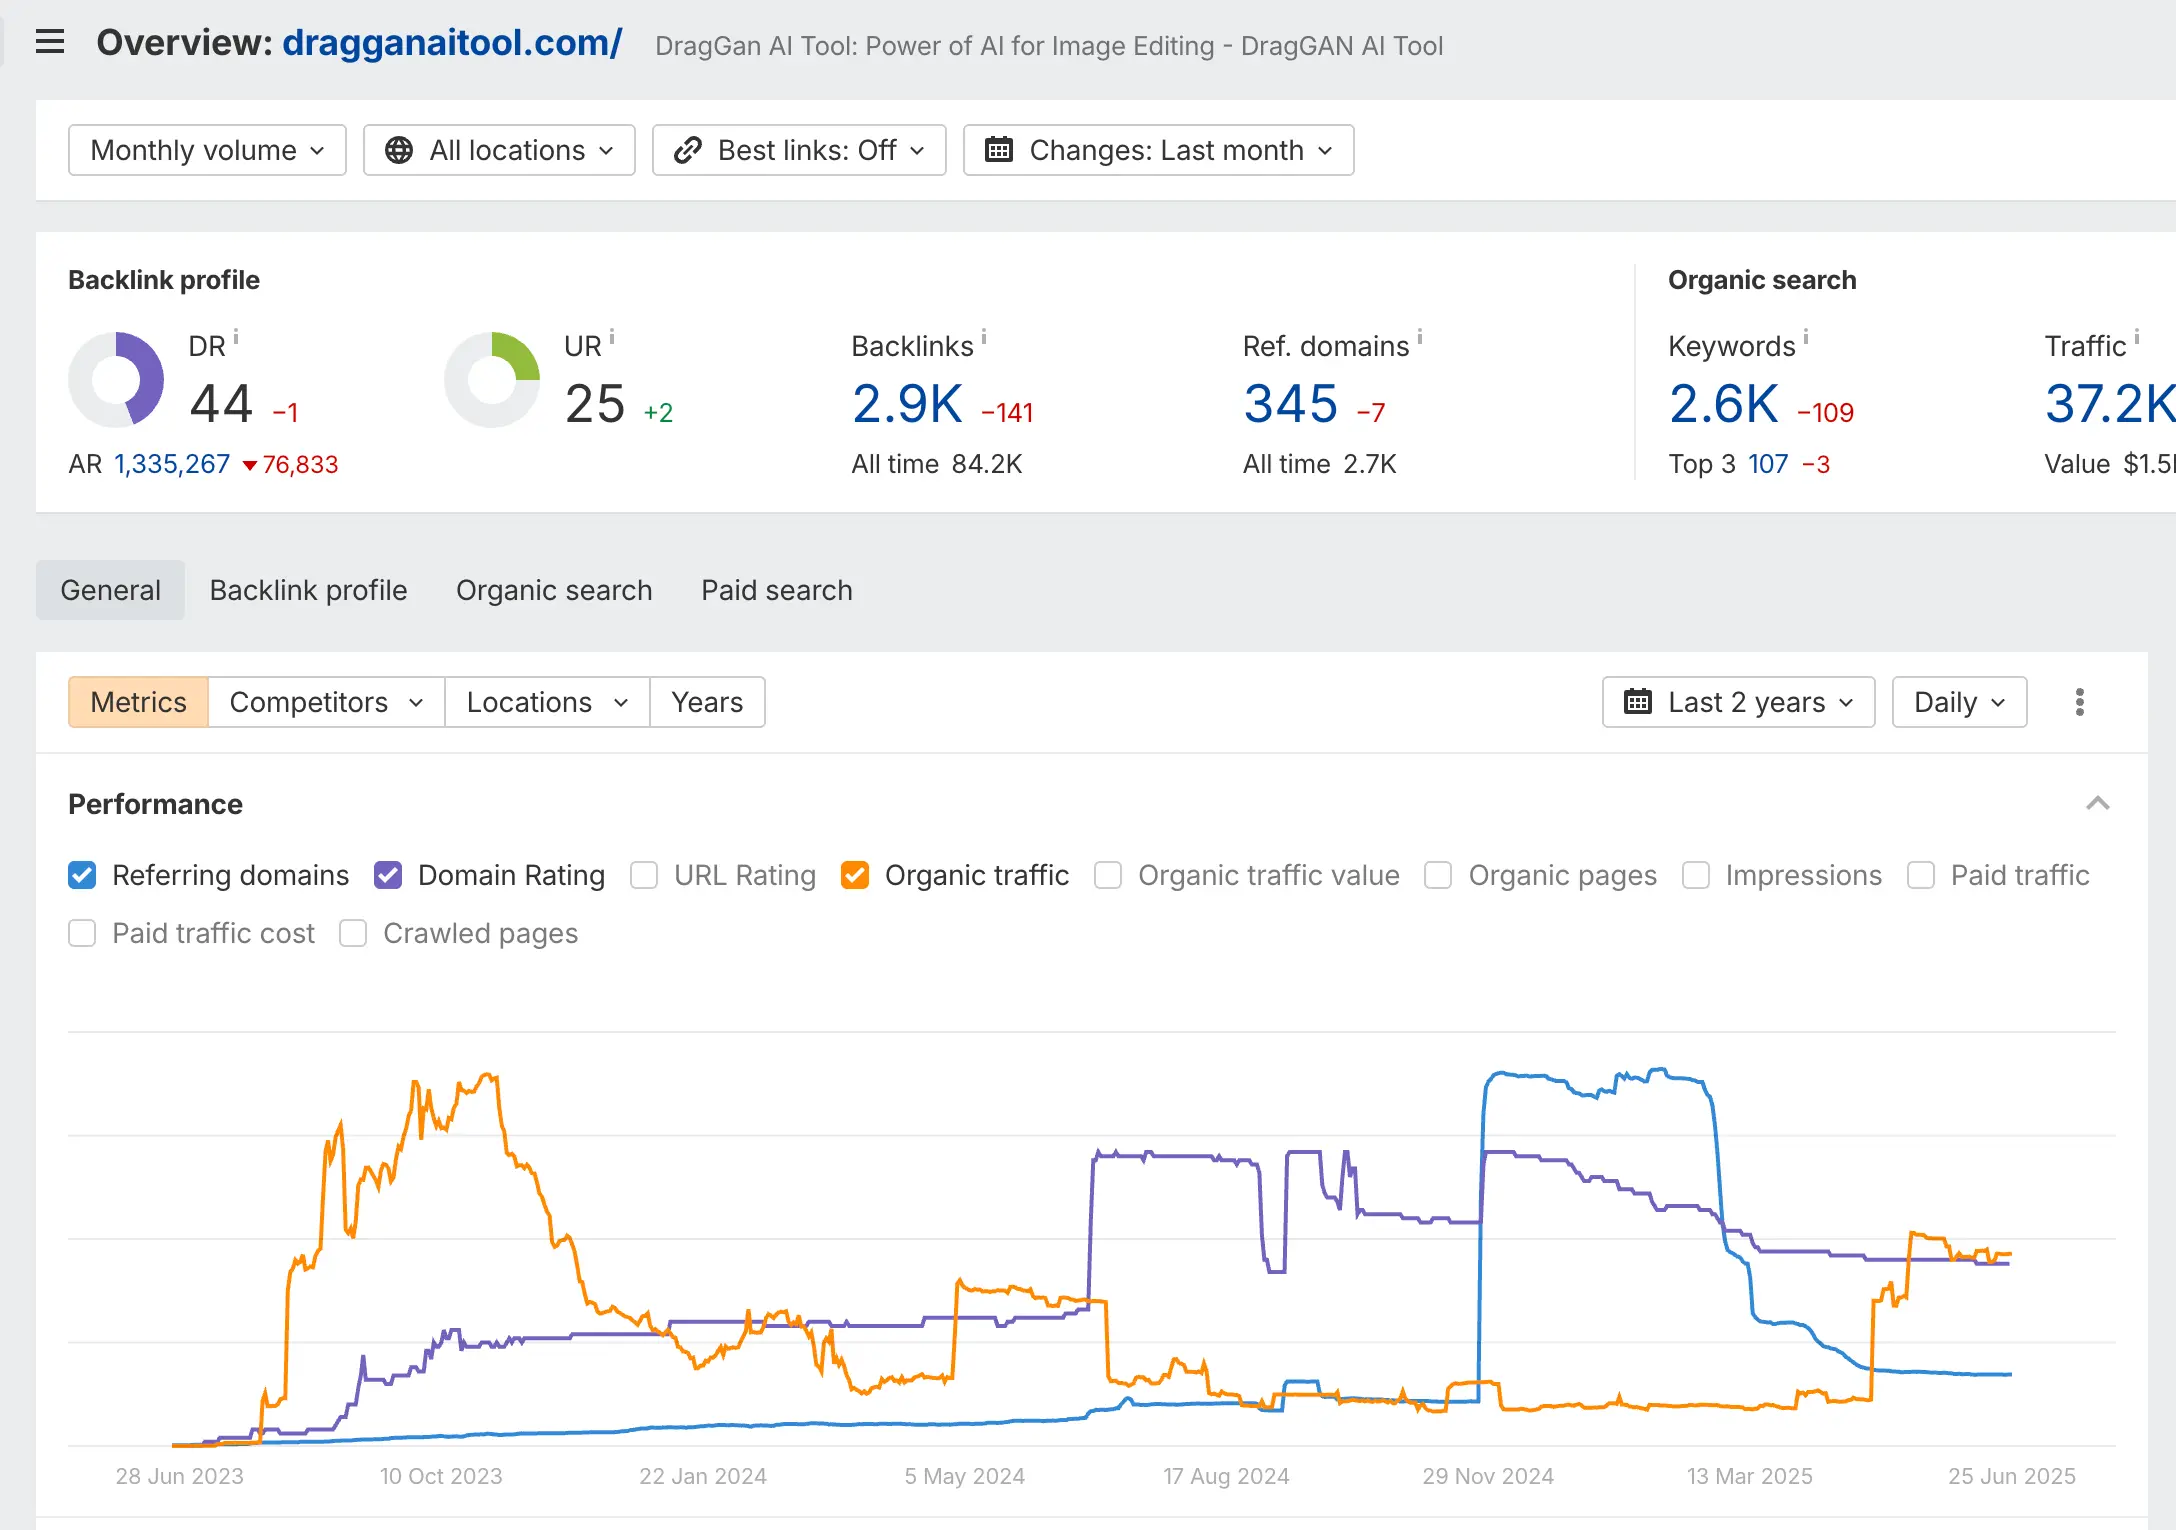 Overview: dragganaitool.com/ DragGan AI Tool: Power of AI for Image Editing - DragGAN AI Tool
Monthly volume All locations Best links: Off Changes: Last month
Backlink profile Organic search
DR i UR i Backlinks i Ref. domains i Keywords i Traffic i
44 −1 25 +2 2.9K −141 345 −7 2.6K −109 37.2K
AR 1,335,267 76,833 All time 84.2K All time 2.7K Top 3 107 −3 Value $1.5
General Backlink profile Organic search Paid search
Metrics Competitors Locations Years Last 2 years Daily
Performance
Referring domains Domain Rating URL Rating Organic traffic Organic traffic value Organic pages Impressions Paid traffic
Paid traffic cost Crawled pages
28 Jun 2023 10 Oct 2023 22 Jan 2024 5 May 2024 17 Aug 2024 29 Nov 2024 13 Mar 2025 25 Jun 2025